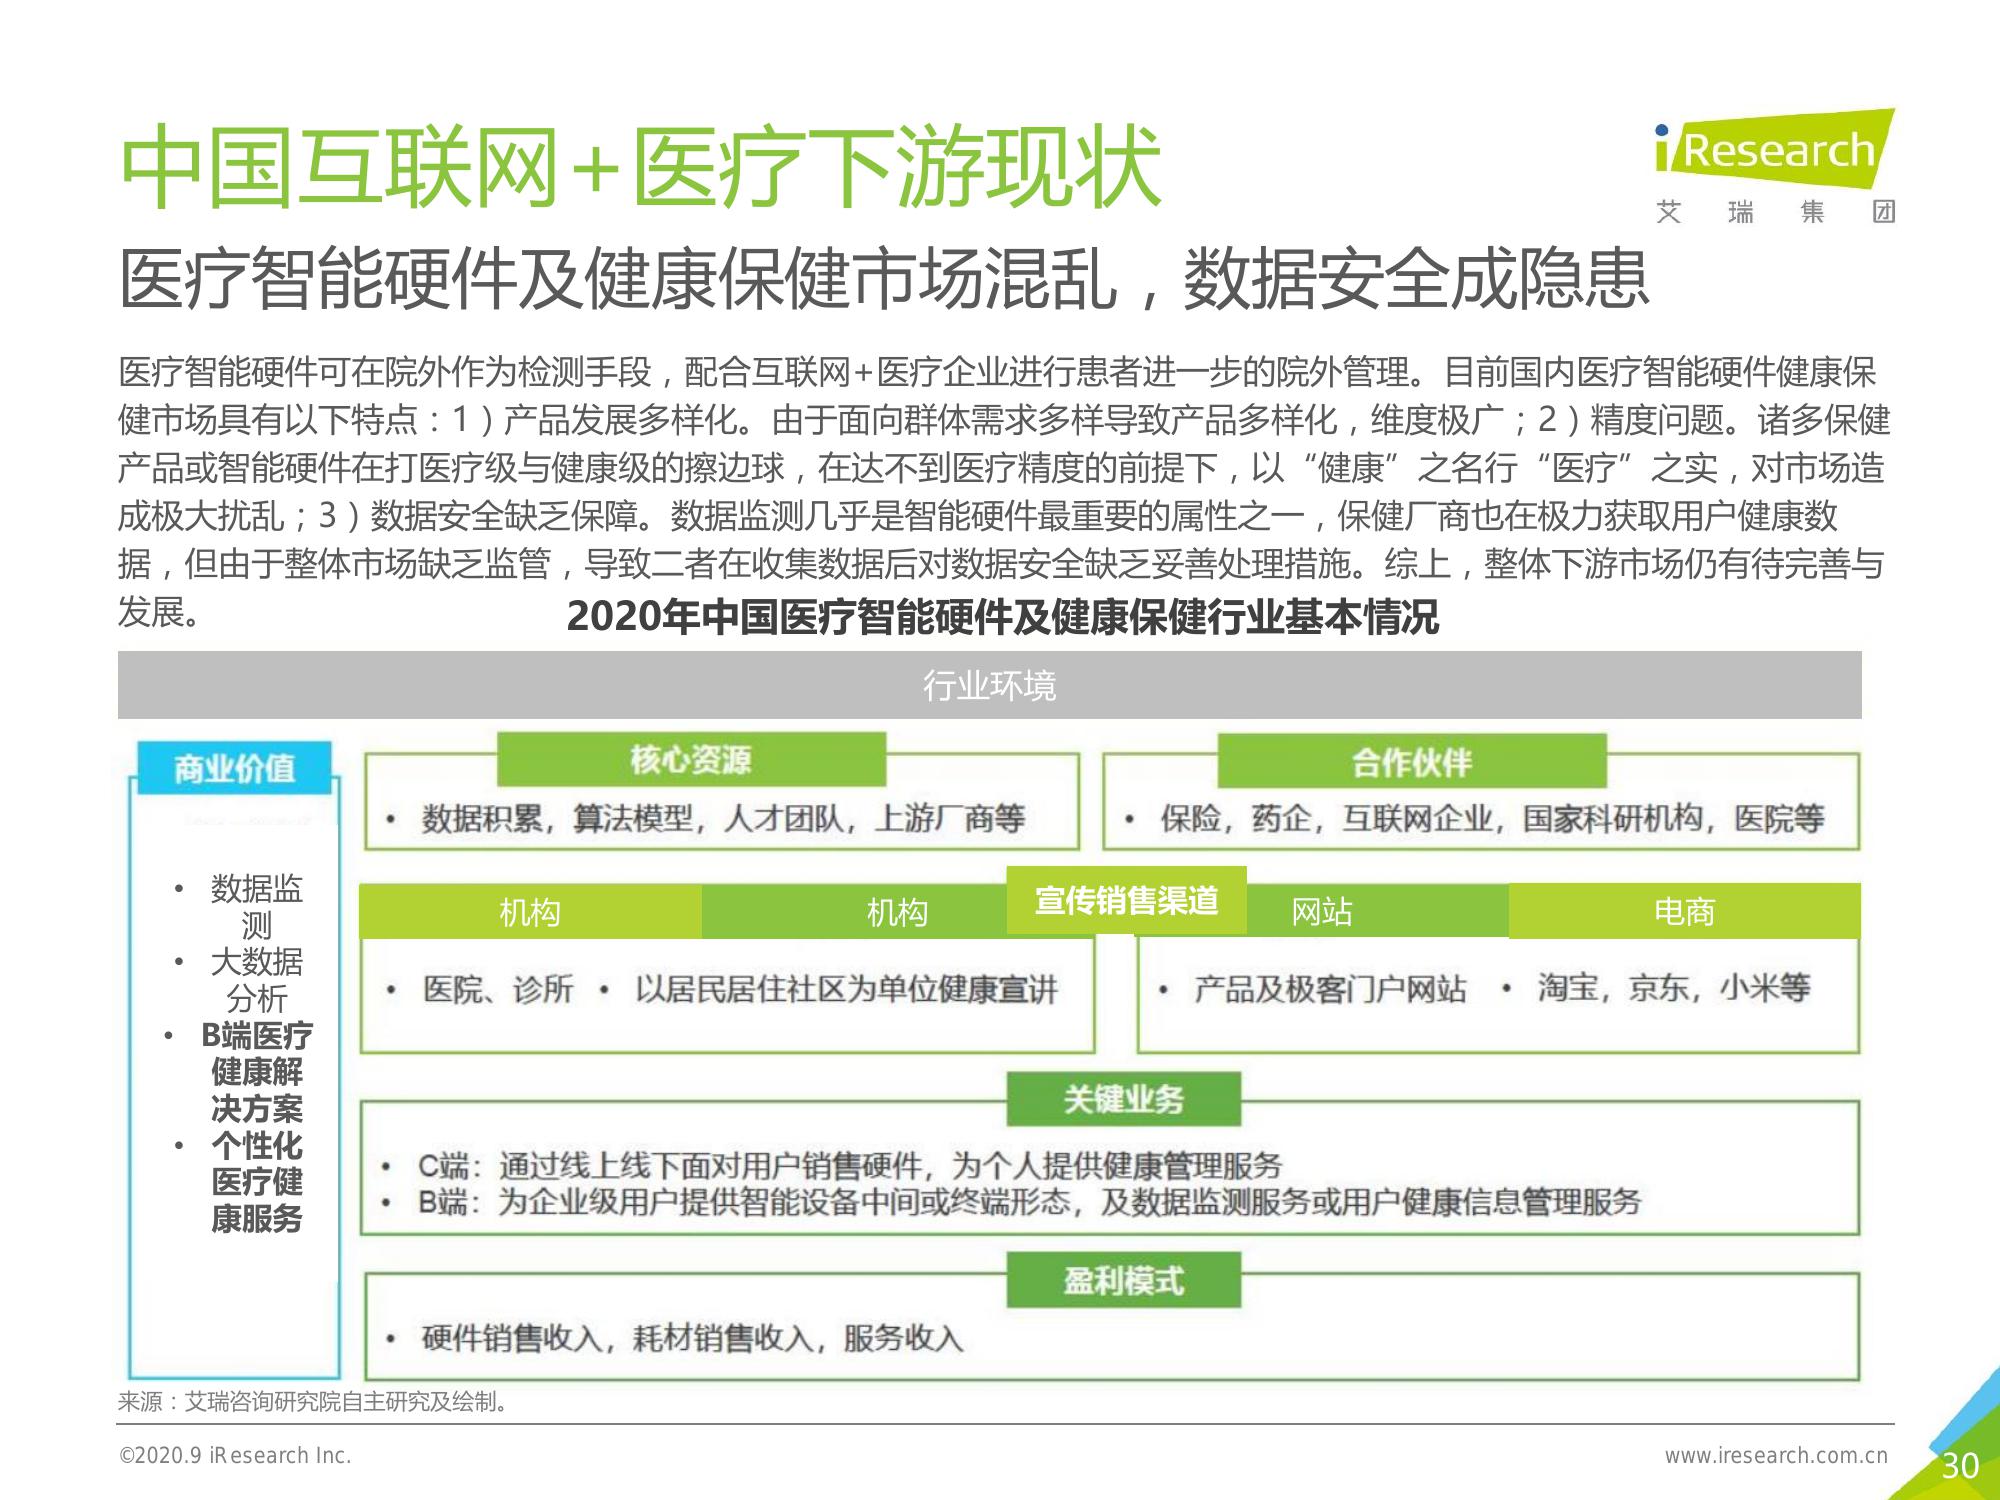 中国互联网+医疗下游现状
iResearch
艾 瑞 集 团
医疗智能硬件及健康保健市场混乱，数据安全成隐患
医疗智能硬件可在院外作为检测手段，配合互联网+医疗企业进行患者进一步的院外管理。目前国内医疗智能硬件健康保
健市场具有以下特点：1）产品发展多样化。由于面向群体需求多样导致产品多样化，维度极广；2）精度问题。诸多保健
产品或智能硬件在打医疗级与健康级的擦边球，在达不到医疗精度的前提下，以“健康”之名行“医疗”之实，对市场造
成极大扰乱；3）数据安全缺乏保障。数据监测几乎是智能硬件最重要的属性之一，保健厂商也在极力获取用户健康数
据，但由于整体市场缺乏监管，导致二者在收集数据后对数据安全缺乏妥善处理措施。综上，整体下游市场仍有待完善与
发展。
2020年中国医疗智能硬件及健康保健行业基本情况
行业环境
商业价值
• 数据监
测
• 大数据
分析
• B端医疗
健康解
决方案
• 个性化
医疗健
康服务
核心资源
• 数据积累，算法模型，人才团队，上游厂商等
合作伙伴
• 保险，药企，互联网企业，国家科研机构，医院等
宣传销售渠道
机构 机构 网站 电商
• 医院、诊所 • 以居民居住社区为单位健康宣讲 • 产品及极客门户网站 • 淘宝，京东，小米等
关键业务
• C端：通过线上线下面对用户销售硬件，为个人提供健康管理服务
• B端：为企业级用户提供智能设备中间或终端形态，及数据监测服务或用户健康信息管理服务
盈利模式
• 硬件销售收入，耗材销售收入，服务收入
来源：艾瑞咨询研究院自主研究及绘制。
©2020.9 iResearch Inc.
www.iresearch.com.cn
30